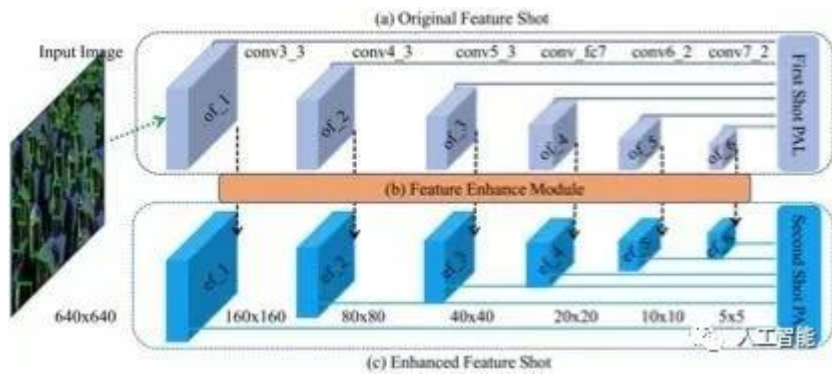 (a) Original Feature Shot
Input Image
conv3_3 conv4_3 conv5_3 conv_fc7 conv6_2 conv7_2
of_1 of_2 of_3 of_4 of_5 of_6
First Shot PAL
(b) Feature Enhance Module
ef_1 ef_2 ef_3 ef_4 ef_5 ef_6
Second Shot PA
640x640 160x160 80x80 40x40 20x20 10x10 5x5
人工智能
(c) Enhanced Feature Shot